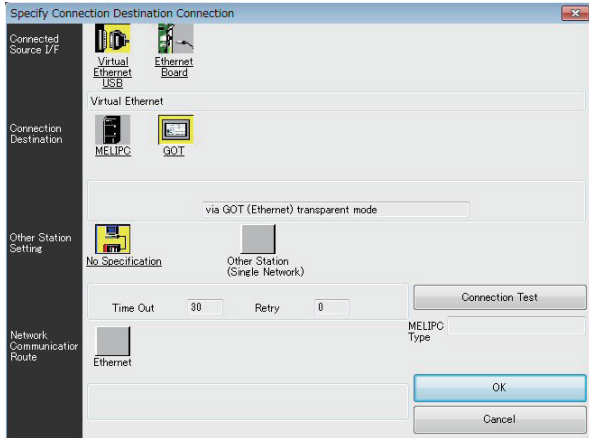 Specify Connection Destination Connection
Connected
Source I/F
Virtual
Ethernet
USB
Ethernet
Board
Virtual Ethernet
Connection
Destination
MELIPC
GOT
via GOT (Ethernet) transparent mode
Other Station
Setting
No Specification
Other Station
(Single Network)
Time Out
30
Retry
0
Connection Test
MELIPC
Type
Network
Communicatior
Route
Ethernet
OK
Cancel